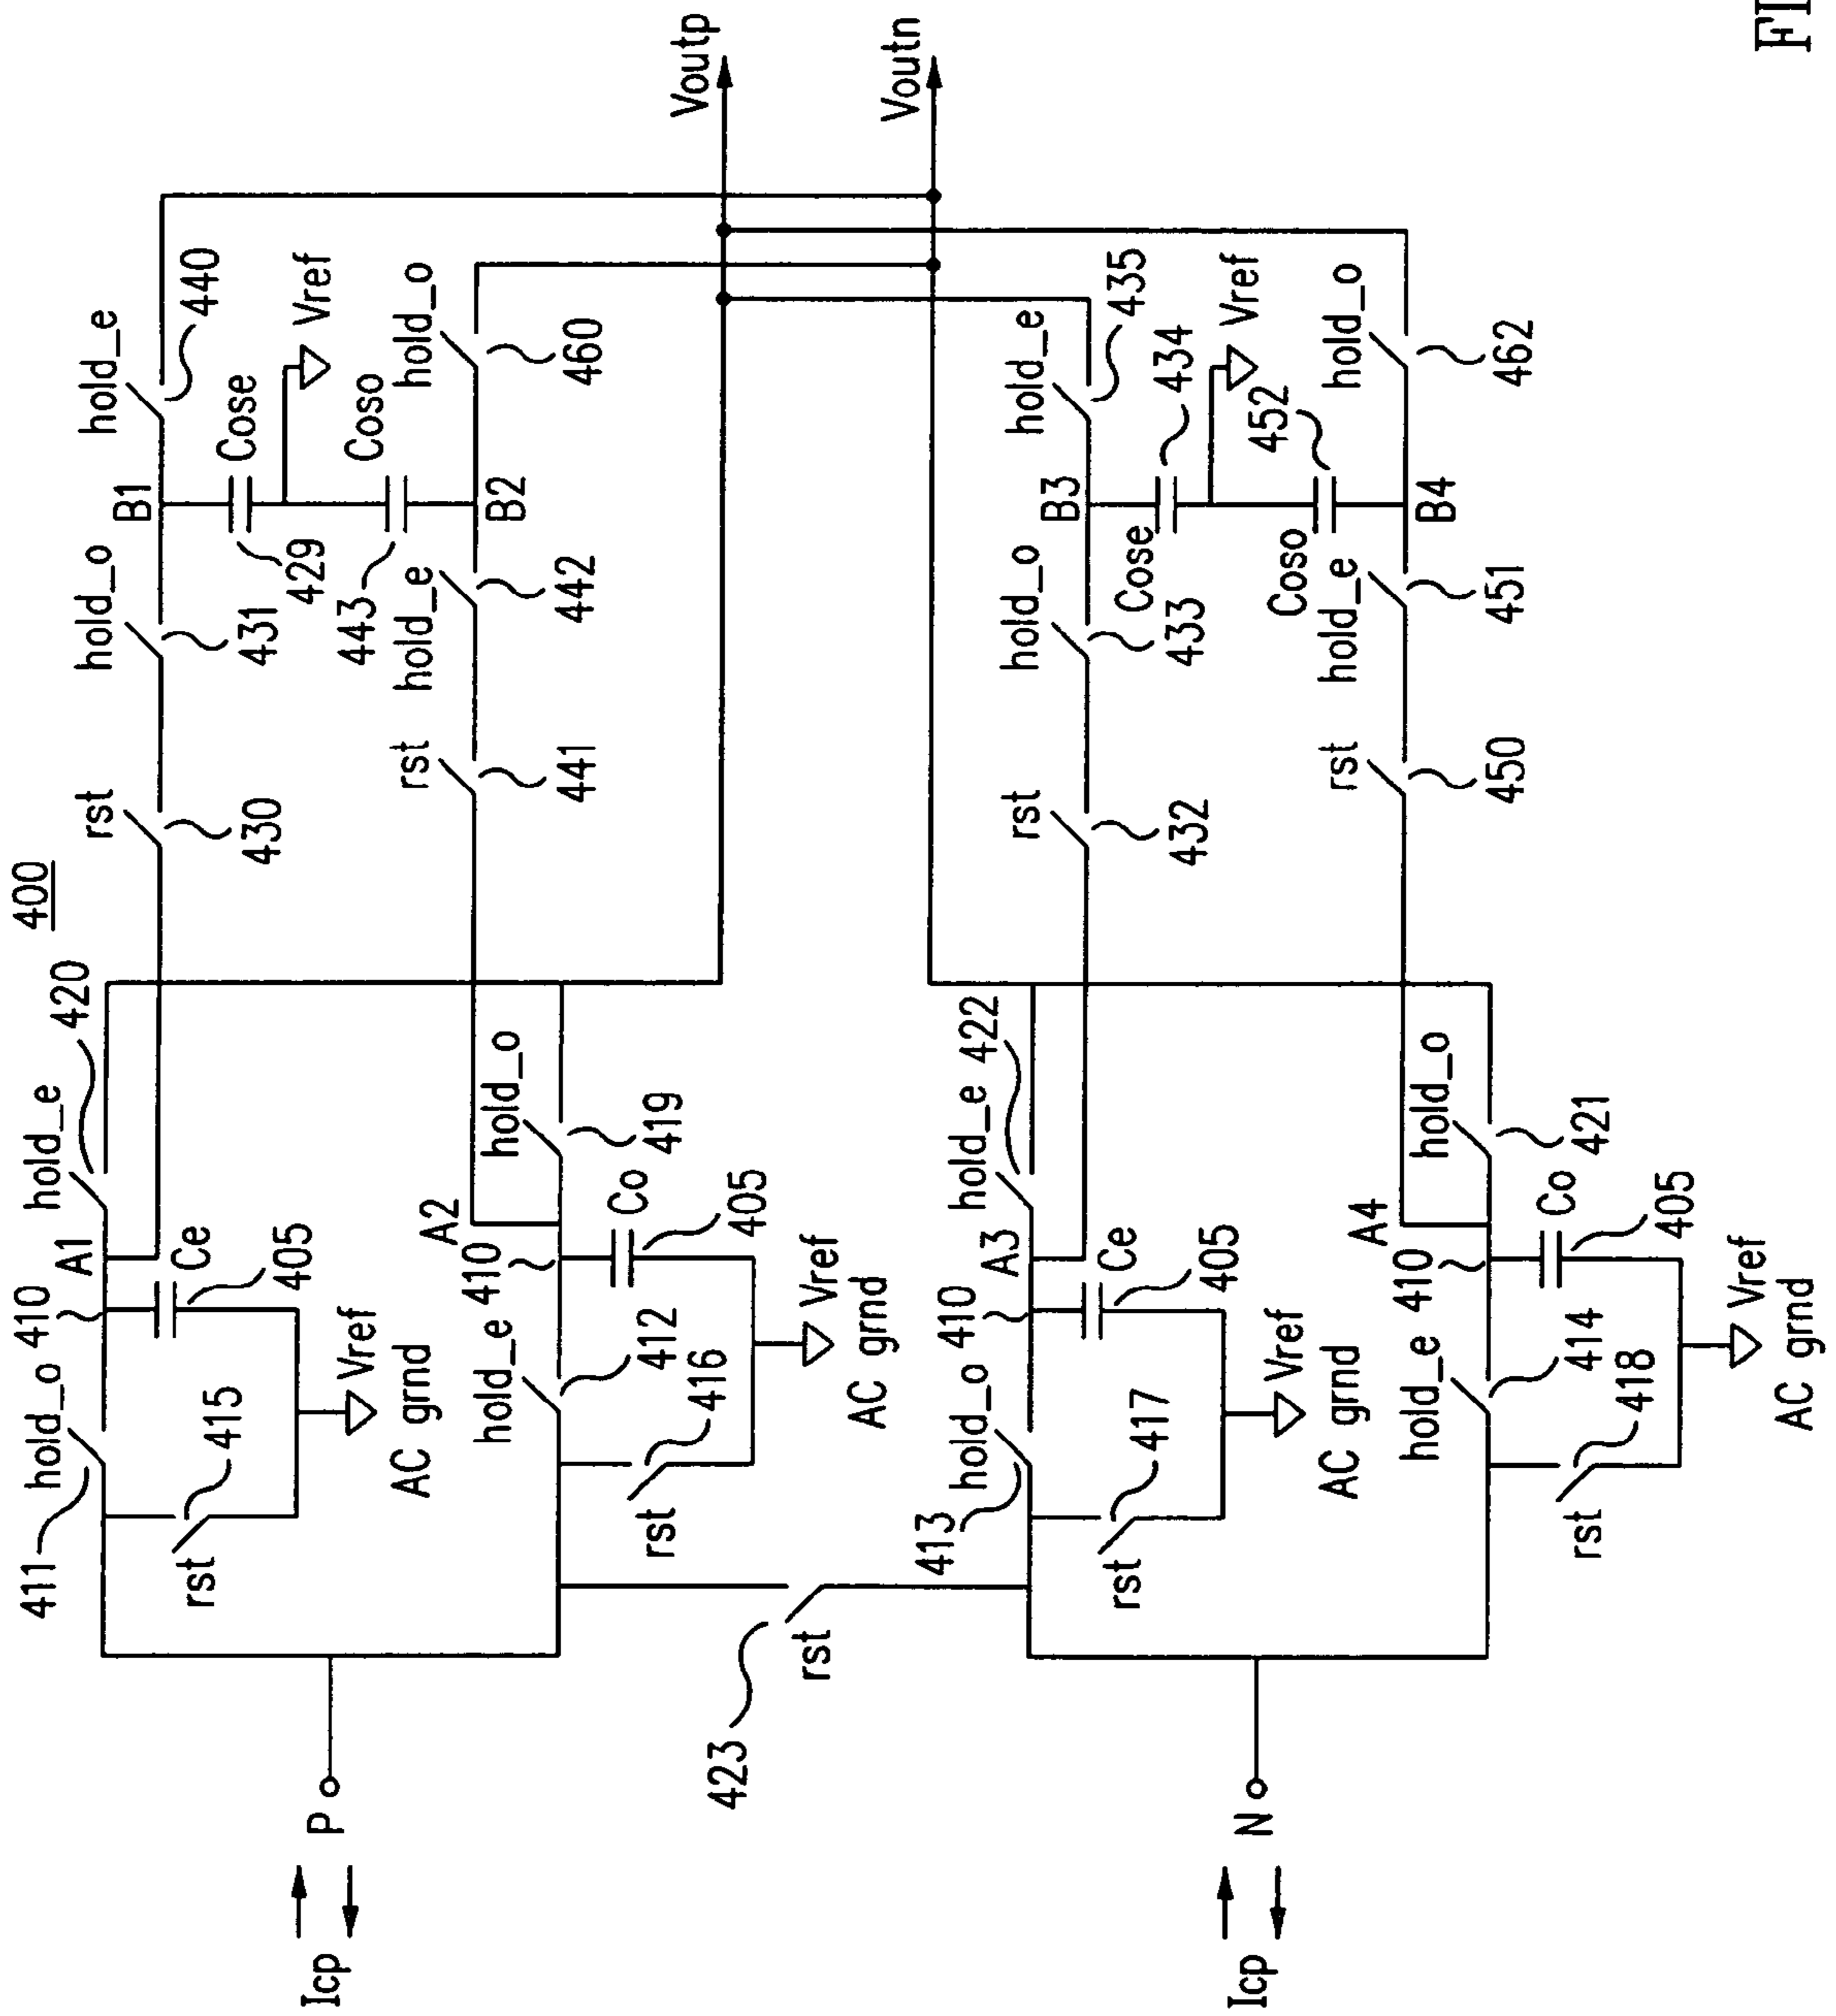 400
Icp
P
411
hold_o
410
A1
hold_e
420
rst
430
hold_o
431
B1
hold_e
440
rst
415
Ce
405
Vref
AC grnd
Cose
429
Vref
443
Coso
hold_e
412
410
A2
hold_o
419
rst
441
hold_e
442
B2
hold_o
460
rst
416
Co
405
Vref
AC grnd
Voutp
423
rst
Voutn
Icp
N
413
hold_o
410
A3
hold_e
422
rst
432
hold_o
433
B3
hold_e
435
rst
417
Ce
405
Vref
AC grnd
Cose
434
Vref
Coso
452
hold_e
414
410
A4
hold_o
421
rst
450
hold_e
451
B4
hold_o
462
rst
418
Co
405
Vref
AC grnd